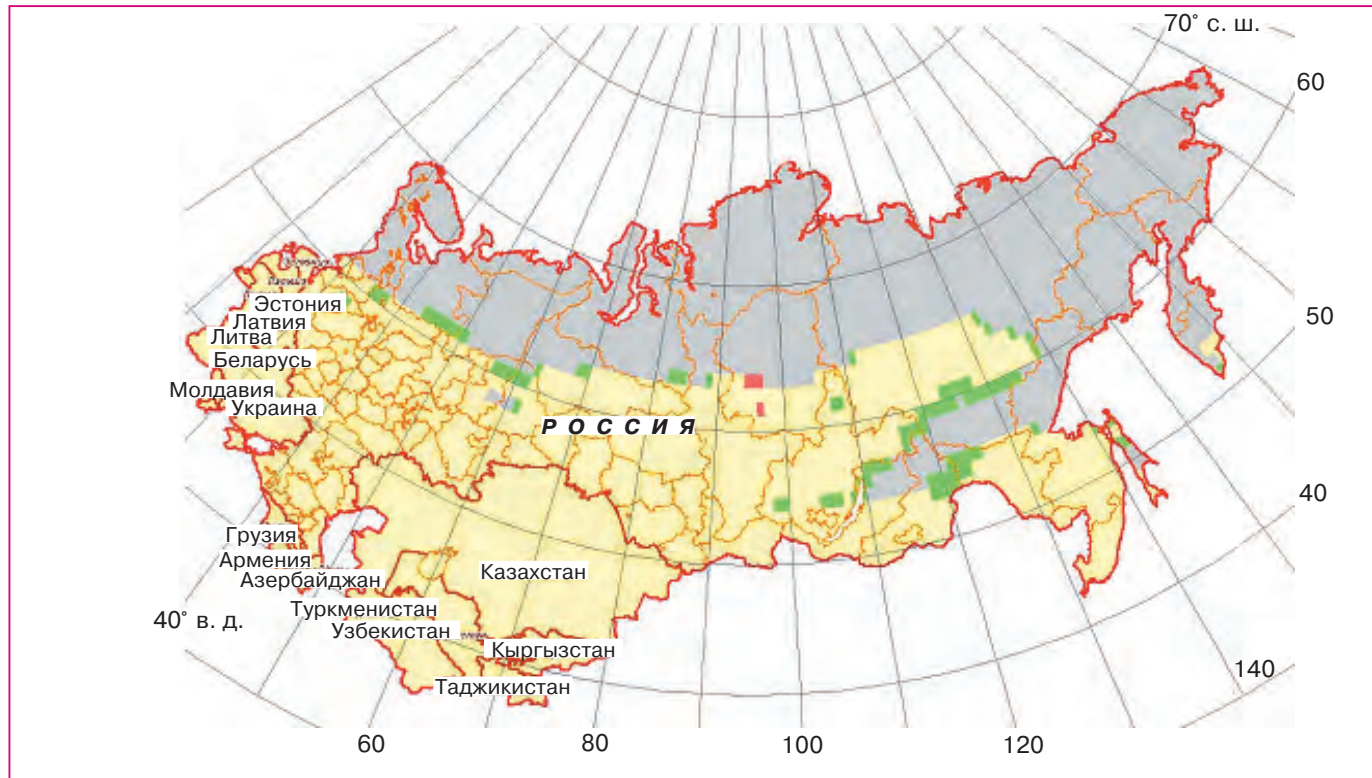 70˚ с. ш.
60
50
40
Эстония
Латвия
Литва
Беларусь
Молдавия
Украина
РОССИЯ
Грузия
Армения
Азербайджан
Казахстан
40˚ в. д.
Туркменистан
Узбекистан
Кыргызстан
Таджикистан
140
60
80
100
120